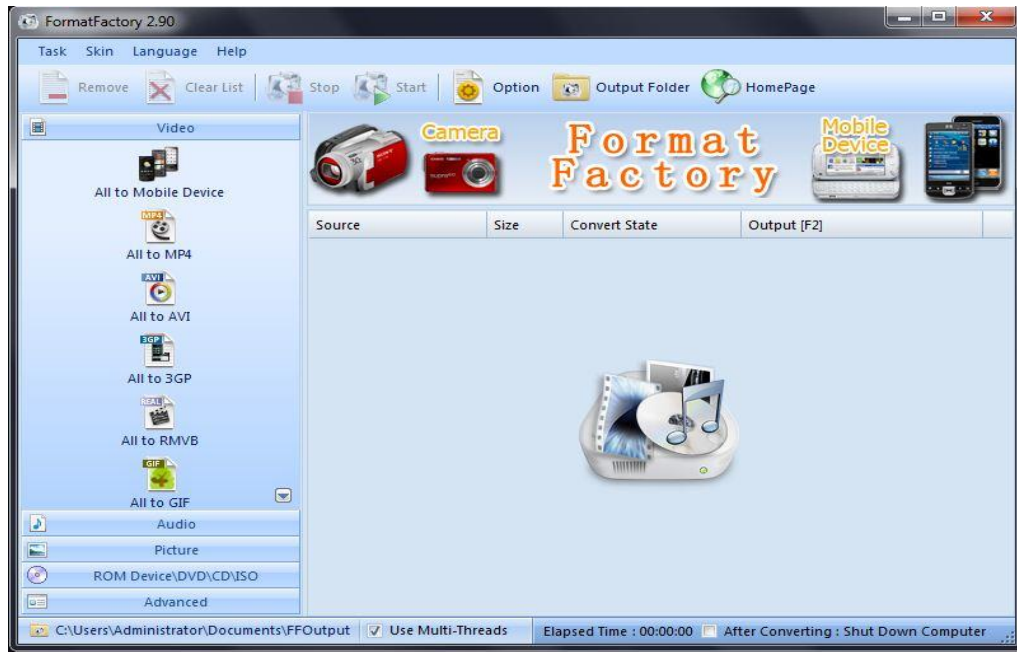 FormatFactory 2.90
Task Skin Language Help
Remove Clear List Stop Start Option Output Folder HomePage
Video
All to Mobile Device
MP4
All to MP4
AVI
All to AVI
3GP
All to 3GP
REAL
All to RMVB
GIF
All to GIF
Audio
Picture
ROM Device\DVD\CD\ISO
Advanced
Camera
Format
Factory
Mobile
Device
Source Size Convert State Output [F2]
C:\Users\Administrator\Documents\FFOutput Use Multi-Threads Elapsed Time : 00:00:00 After Converting : Shut Down Computer